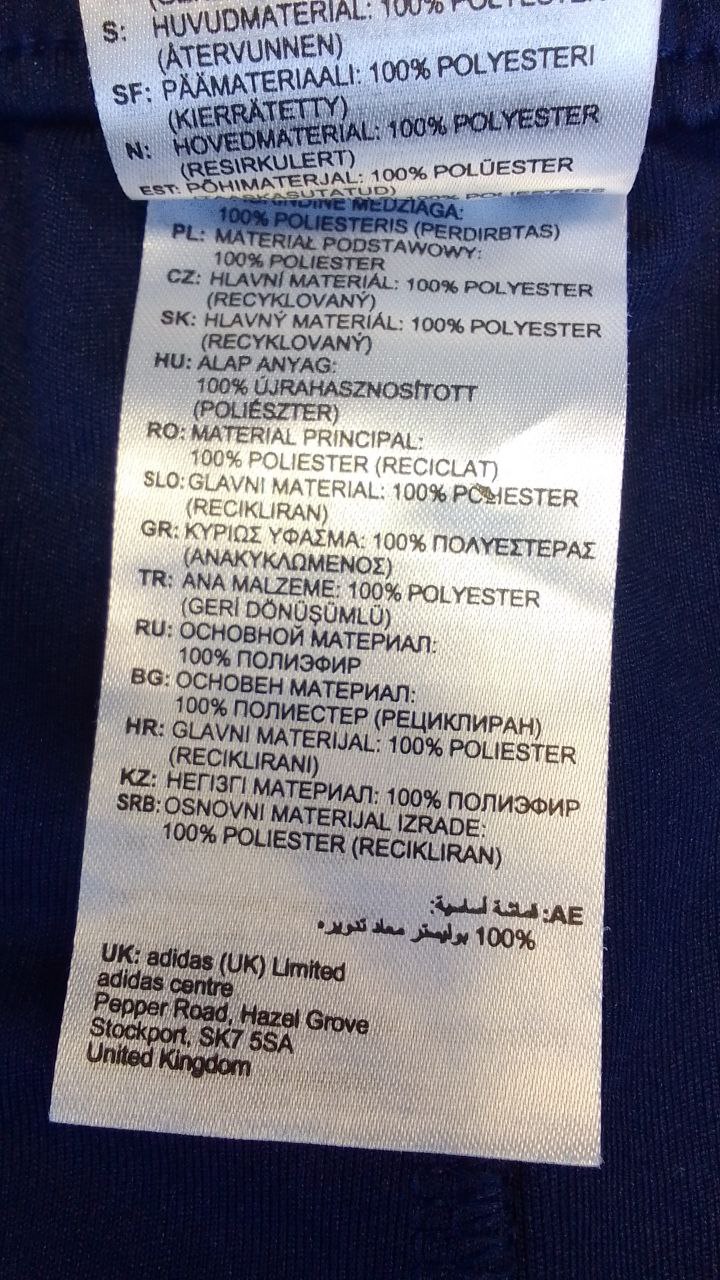 S: HUVUDMATERIAL: 100%
(ÅTERVUNNEN)
SF: PÄÄMATERIAALI: 100% POLYESTERI
(KIERRÄTETTY)
N: HOVEDMATERIAL: 100% POLYESTER
(RESIRKULERT)
EST: PÕHIMATERJAL: 100% POLÜESTER
(TAASKASUTATUD)
MEDŽIAGA:
100% POLIESTERIS (PERDIRBTAS)
PL: MATERIAŁ PODSTAWOWY:
100% POLIESTER
CZ: HLAVNÍ MATERIÁL: 100% POLYESTER
(RECYKLOVANÝ)
SK: HLAVNÝ MATERIÁL: 100% POLYESTER
(RECYKLOVANÝ)
HU: ALAP ANYAG:
100% ÚJRAHASZNOSÍTOTT
(POLIÉSZTER)
RO: MATERIAL PRINCIPAL:
100% POLIESTER (RECICLAT)
SLO: GLAVNI MATERIAL: 100%
(RECIKLIRAN)
GR: ΚΥΡΙΩΣ ΥΦΑΣΜΑ: 100% ΠΟΛΥΕΣΤΕΡΑΣ
(ΑΝΑΚΥΚΛΩΜΕΝΟΣ)
TR: ANA MALZEME: 100% POLYESTER
(GERİ DÖNÜŞÜMLÜ)
RU: ОСНОВНОЙ МАТЕРИАЛ:
100% ПОЛИЭФИР
BG: ОСНОВЕН МАТЕРИАЛ:
100% ПОЛИЕСТЕР (РЕЦИКЛИРАН)
HR: GLAVNI MATERIJAL: 100% POLIESTER
(RECIKLIRANI)
KZ: НЕГІЗГІ МАТЕРИАЛ: 100% ПОЛИЭФИР
SRB: OSNOVNI MATERIJAL IZRADE:
100% POLIESTER (RECIKLIRAN)
AE: قماشة أساسية:
100% بوليستر معاد تدويره
UK: adidas (UK) Limited
adidas centre
Pepper Road, Hazel Grove
Stockport, SK7 5SA
United Kingdom